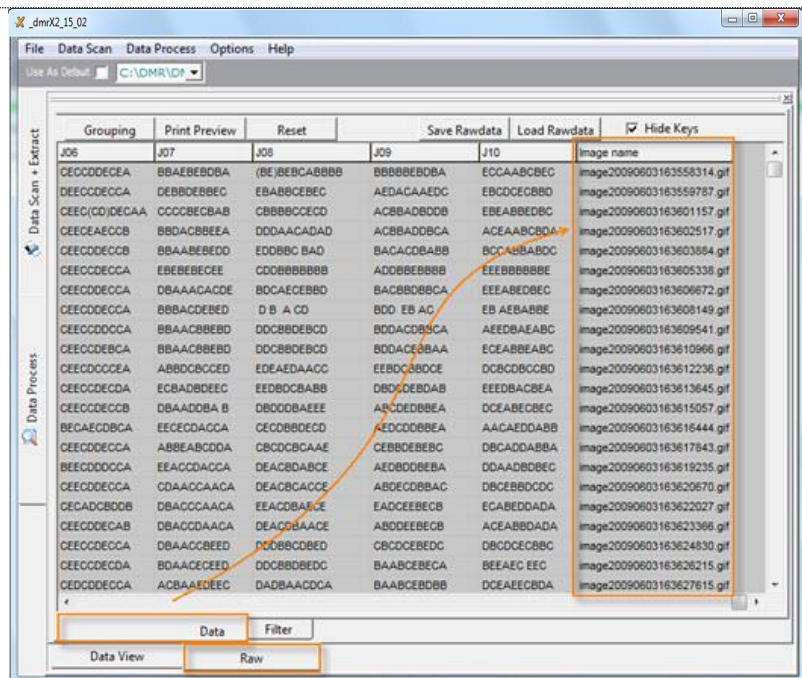 _dmrX2_15_02
File Data Scan Data Process Options Help
Use As Defaut C:\DMR\DN
Grouping Print Preview Reset Save Rawdata Load Rawdata Hide Keys
J06 J07 J08 J09 J10 Image name
CECCDDECEA BBAEBEBDBA (BE)BEBCABBBB BBBBBEBDBA ECCAABCBEC image20090603163558314.gif
DEECCDECCA DEBBDEBBEC EBABBCEBEC AEDACAAEDC EBCDCECBBD image20090603163559787.gif
CEEC(CD)DECAA CCCCBECBAB CBBBBCCECD ACBBADBDDB EBEABBEDBC image20090603163601157.gif
CEECEAECCB BBDACBBEEA DDDAACADAD ACBBADDBCA ACEAABCBDA image20090603163602517.gif
CEECDDECCB BBAABEBEDD EDDBBC BAD BACACDBABB BCCABBABDC image20090603163603884.gif
CEECDDECCA EBEBEBECEE CDDBBBBBBB ADDBBEBBBB EEEBBBBBBE image20090603163605338.gif
CEECDDECCA DBAAACACDE BDCAECEBBD BACBBDBBCA EEEABEDBEC image20090603163606672.gif
CEECDDECCA BBBACDEBED D B A CD BDD EB AC EB AEBABBE image20090603163608149.gif
CEECDDCCA BBAACBBEBD DDCBBDEBCD BDDACDBBCA AEEDBAEABC image20090603163609541.gif
CEECDDEBCA BBAACBBEBD DDCBBDEBCD BDDACEBBAA ECEABBEABC image20090603163610966.gif
CEECDCCCEA ABBDCBCCED EDEAEDAACC EEBDCBBDCE DCBCDBCCBD image20090603163612236.gif
CEECDDECDA ECBADBDEEC EEDBDCBABB DBDCDEBDAB EEEDBACBEA image20090603163613645.gif
CEECDDECCB DBAADDBA B DBDDDBAEEE ABCDEDBBEA DCEABECBEC image20090603163615057.gif
BECAECDBCA EECECDACCA CECDBBDECD AEDCDDBBEA AACAEDDABB image20090603163616444.gif
CEECDDECCA ABBEABCDDA CBCDCBCAAE CEBBDEBEBC DBCADDABBA image20090603163617843.gif
BEECDDDCCA EEACCDACCA DEACBDABCE AEDBDDBEBA DDAADBDBEC image20090603163619235.gif
CEECDDECCA CDAACCAACA DEACBCACCE ABDECDBBAC DBCEBBDCDC image20090603163620670.gif
CECADCBDDB DBACCCAACA EEACDBAECE EADCEEBECB ECABEDDADA image20090603163622027.gif
CEECDDECAB DBACCDAACA DEACDBAACE ABDDEEBECB ACEABBDADA image20090603163623366.gif
CEECCDECCA DBAACCBEED DDDBBCDBED CBCDCEBEDC DBCDCECBBC image20090603163624830.gif
CEECCDECDA BDAACECEED DDCBBDBEDC BAABCEBECA BEEAEC EEC image20090603163626215.gif
CEDCDDECCA ACBAAEDEEC DADBAACDCA BAABCEBDBB DCEAEECBDA image20090603163627615.gif
Data Filter
Data View Raw
Data Scan + Extract
Data Process